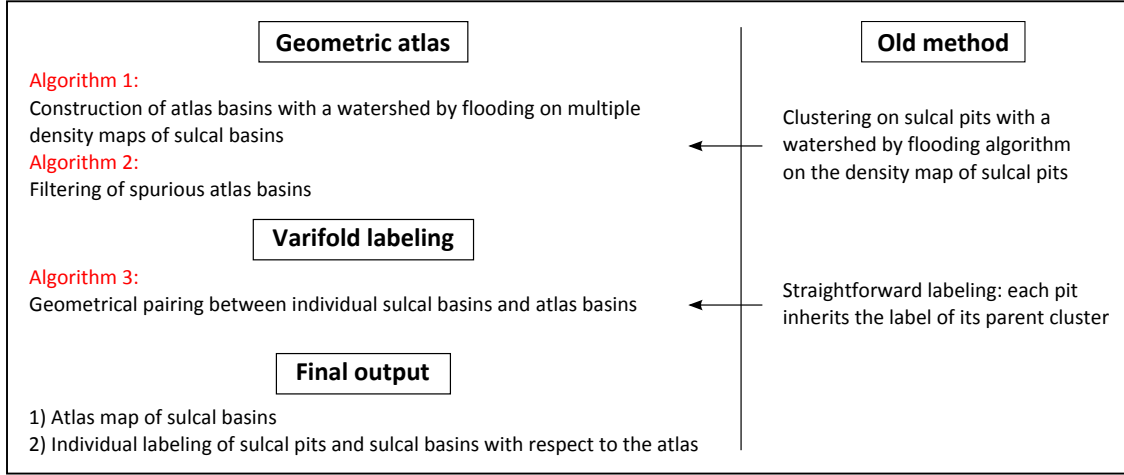 Geometric atlas
Algorithm 1:
Construction of atlas basins with a watershed by flooding on multiple
density maps of sulcal basins
Algorithm 2:
Filtering of spurious atlas basins
Varifold labeling
Algorithm 3:
Geometrical pairing between individual sulcal basins and atlas basins
Final output
1) Atlas map of sulcal basins
2) Individual labeling of sulcal pits and sulcal basins with respect to the atlas
Old method
Clustering on sulcal pits with a
watershed by flooding algorithm
on the density map of sulcal pits
Straightforward labeling: each pit
inherits the label of its parent cluster